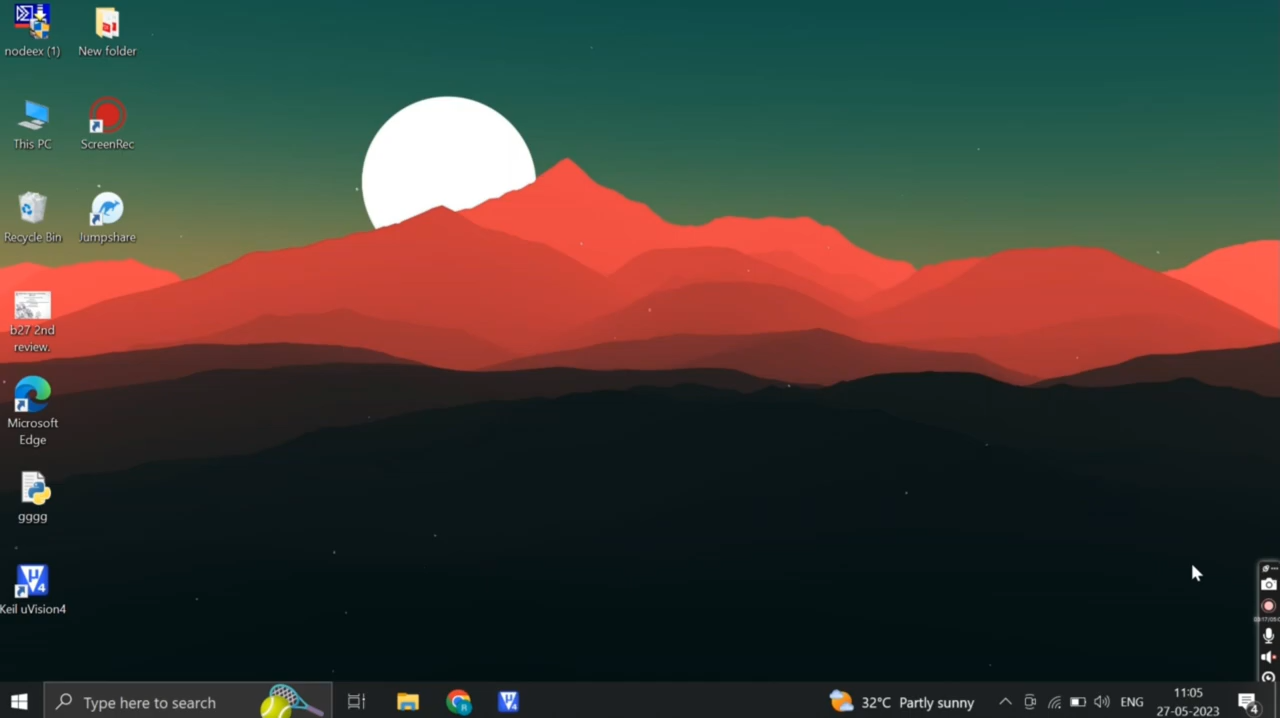 nodeex (1)
New folder
This PC
ScreenRec
Recycle Bin
Jumpshare
b27 2nd
review.
Microsoft
Edge
gggg
Keil uVision4
Type here to search
32°C Partly sunny
ENG
11:05
27-05-2023
4